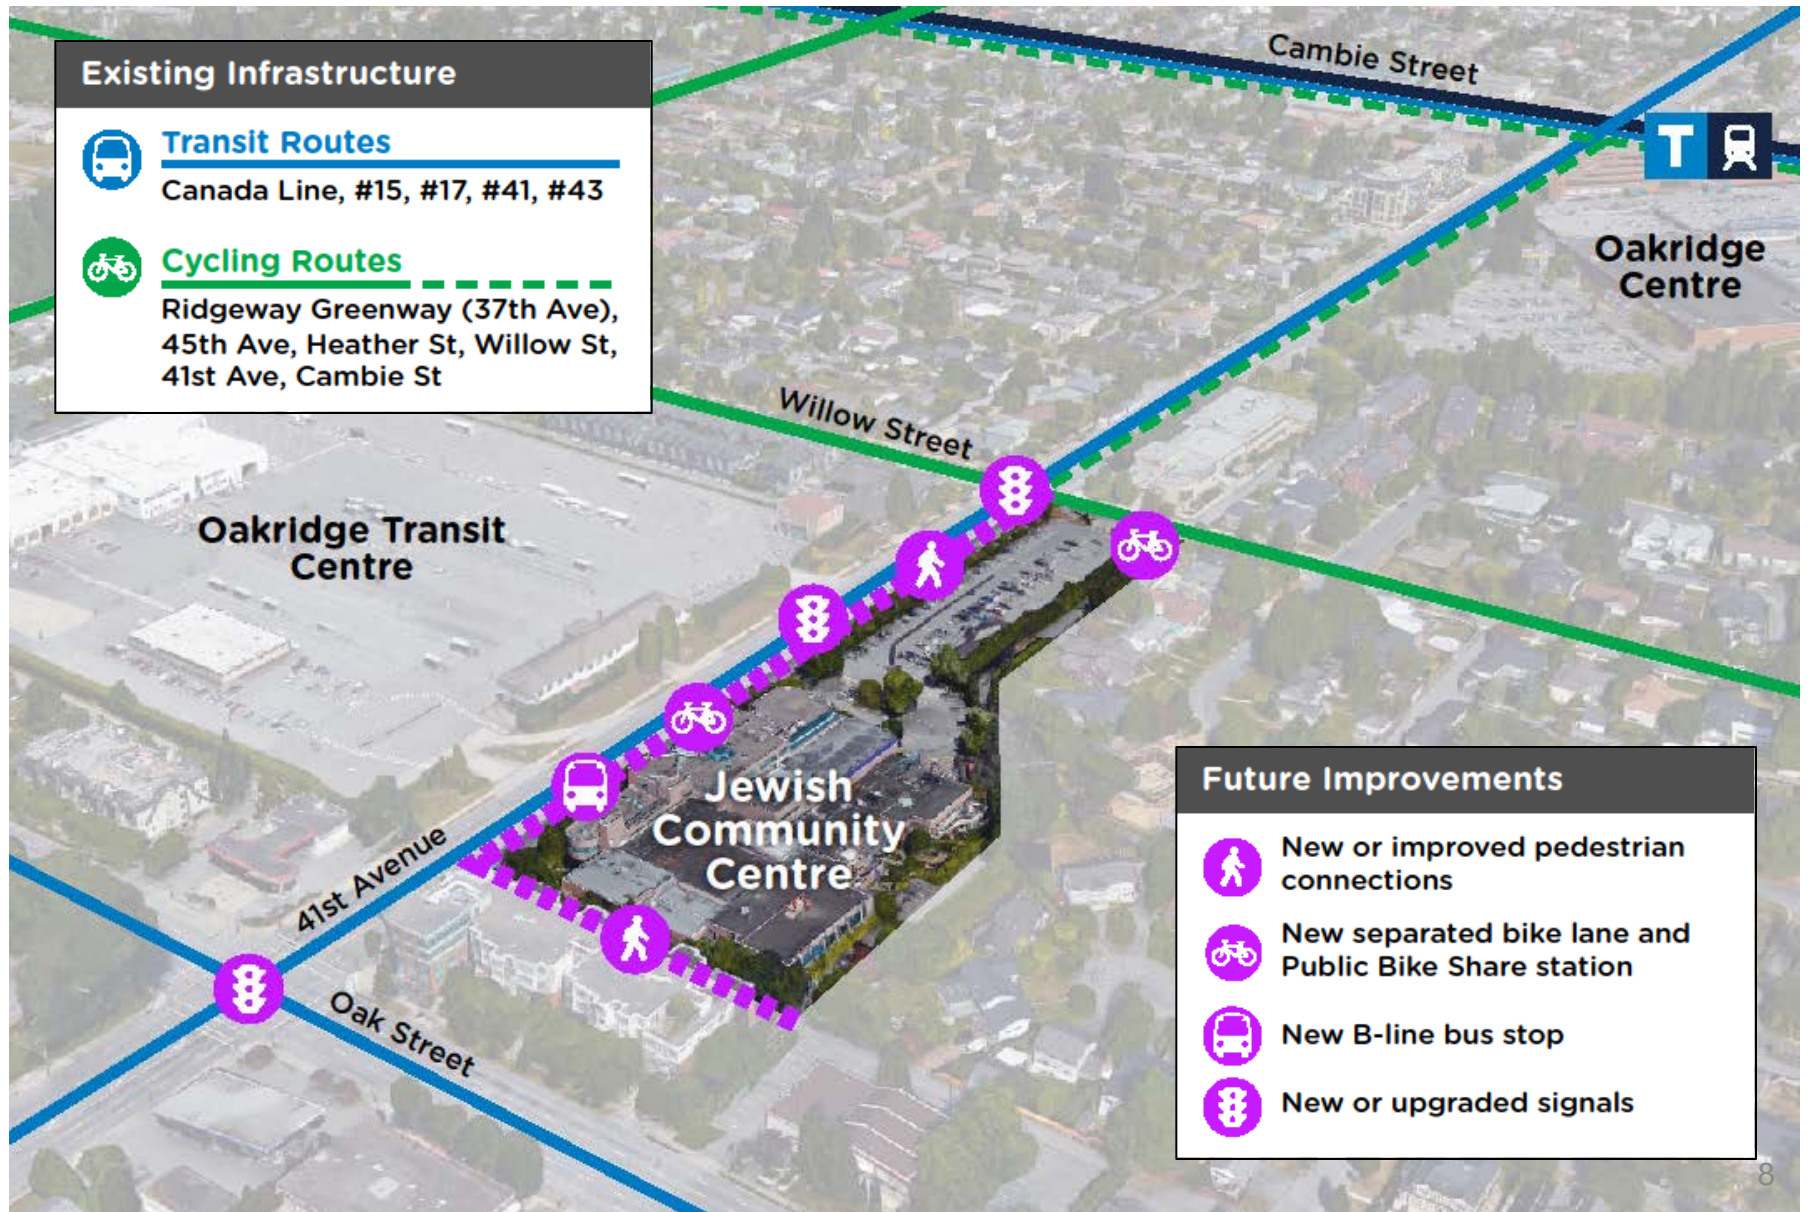 Cambie Street
Existing Infrastructure
Transit Routes
Canada Line, #15, #17, #41, #43
Cycling Routes
Ridgeway Greenway (37th Ave),
45th Ave, Heather St, Willow St,
41st Ave, Cambie St
T
Oakridge
Centre
Willow Street
Oakridge Transit
Centre
Jewish
Community
Centre
41st Avenue
Oak Street
Future Improvements
New or improved pedestrian
connections
New separated bike lane and
Public Bike Share station
New B-line bus stop
New or upgraded signals
8